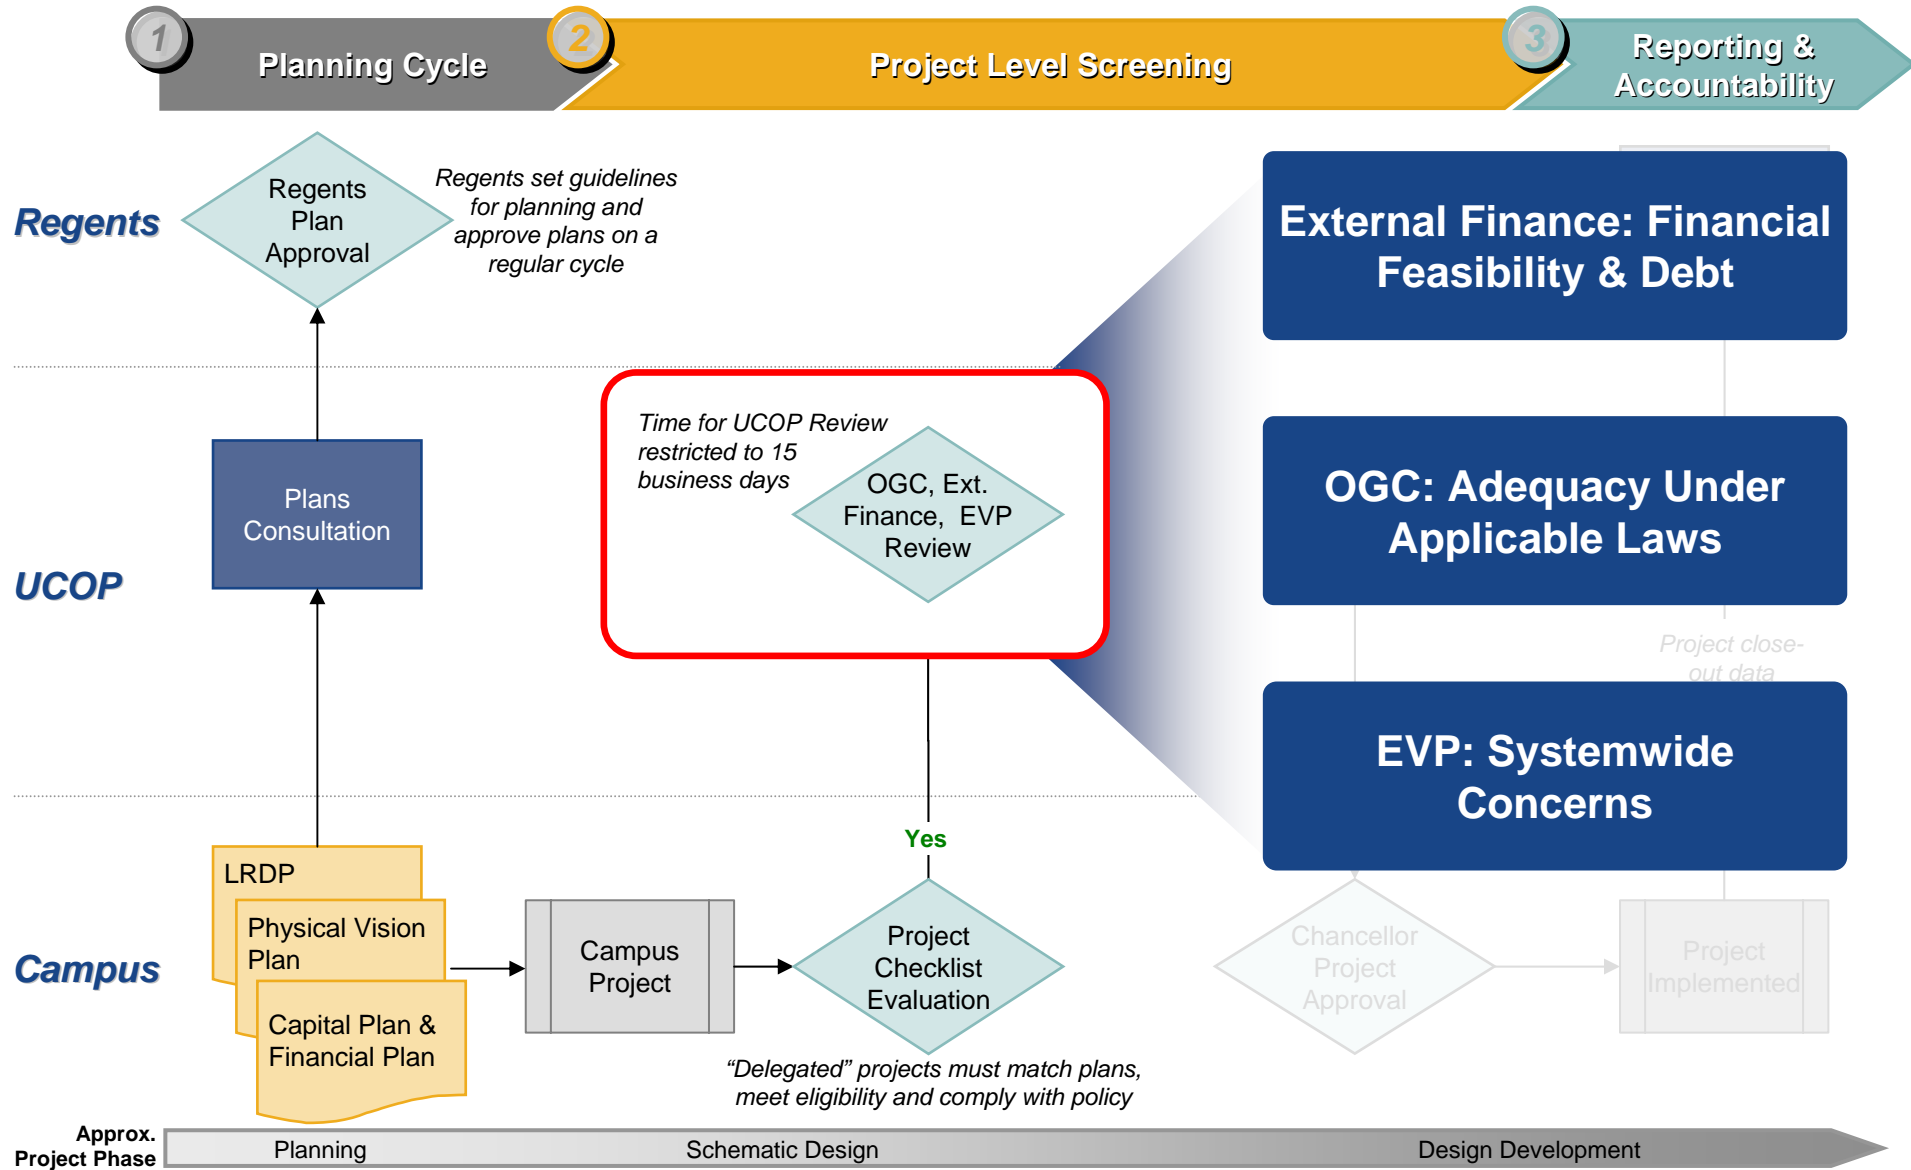 1
Planning Cycle
2
Project Level Screening
3
Reporting &
Accountability
Regents
Regents
Plan
Approval
Regents set guidelines
for planning and
approve plans on a
regular cycle
External Finance: Financial
Feasibility & Debt
UCOP
Plans
Consultation
Time for UCOP Review
restricted to 15
business days
OGC, Ext.
Finance, EVP
Review
OGC: Adequacy Under
Applicable Laws
Project close-
out data
EVP: Systemwide
Concerns
Yes
Campus
LRDP
Physical Vision
Plan
Capital Plan &
Financial Plan
Campus
Project
Project
Checklist
Evaluation
Chancellor
Project
Approval
Project
Implemented
“Delegated” projects must match plans,
meet eligibility and comply with policy
Approx.
Project Phase
Planning
Schematic Design
Design Development